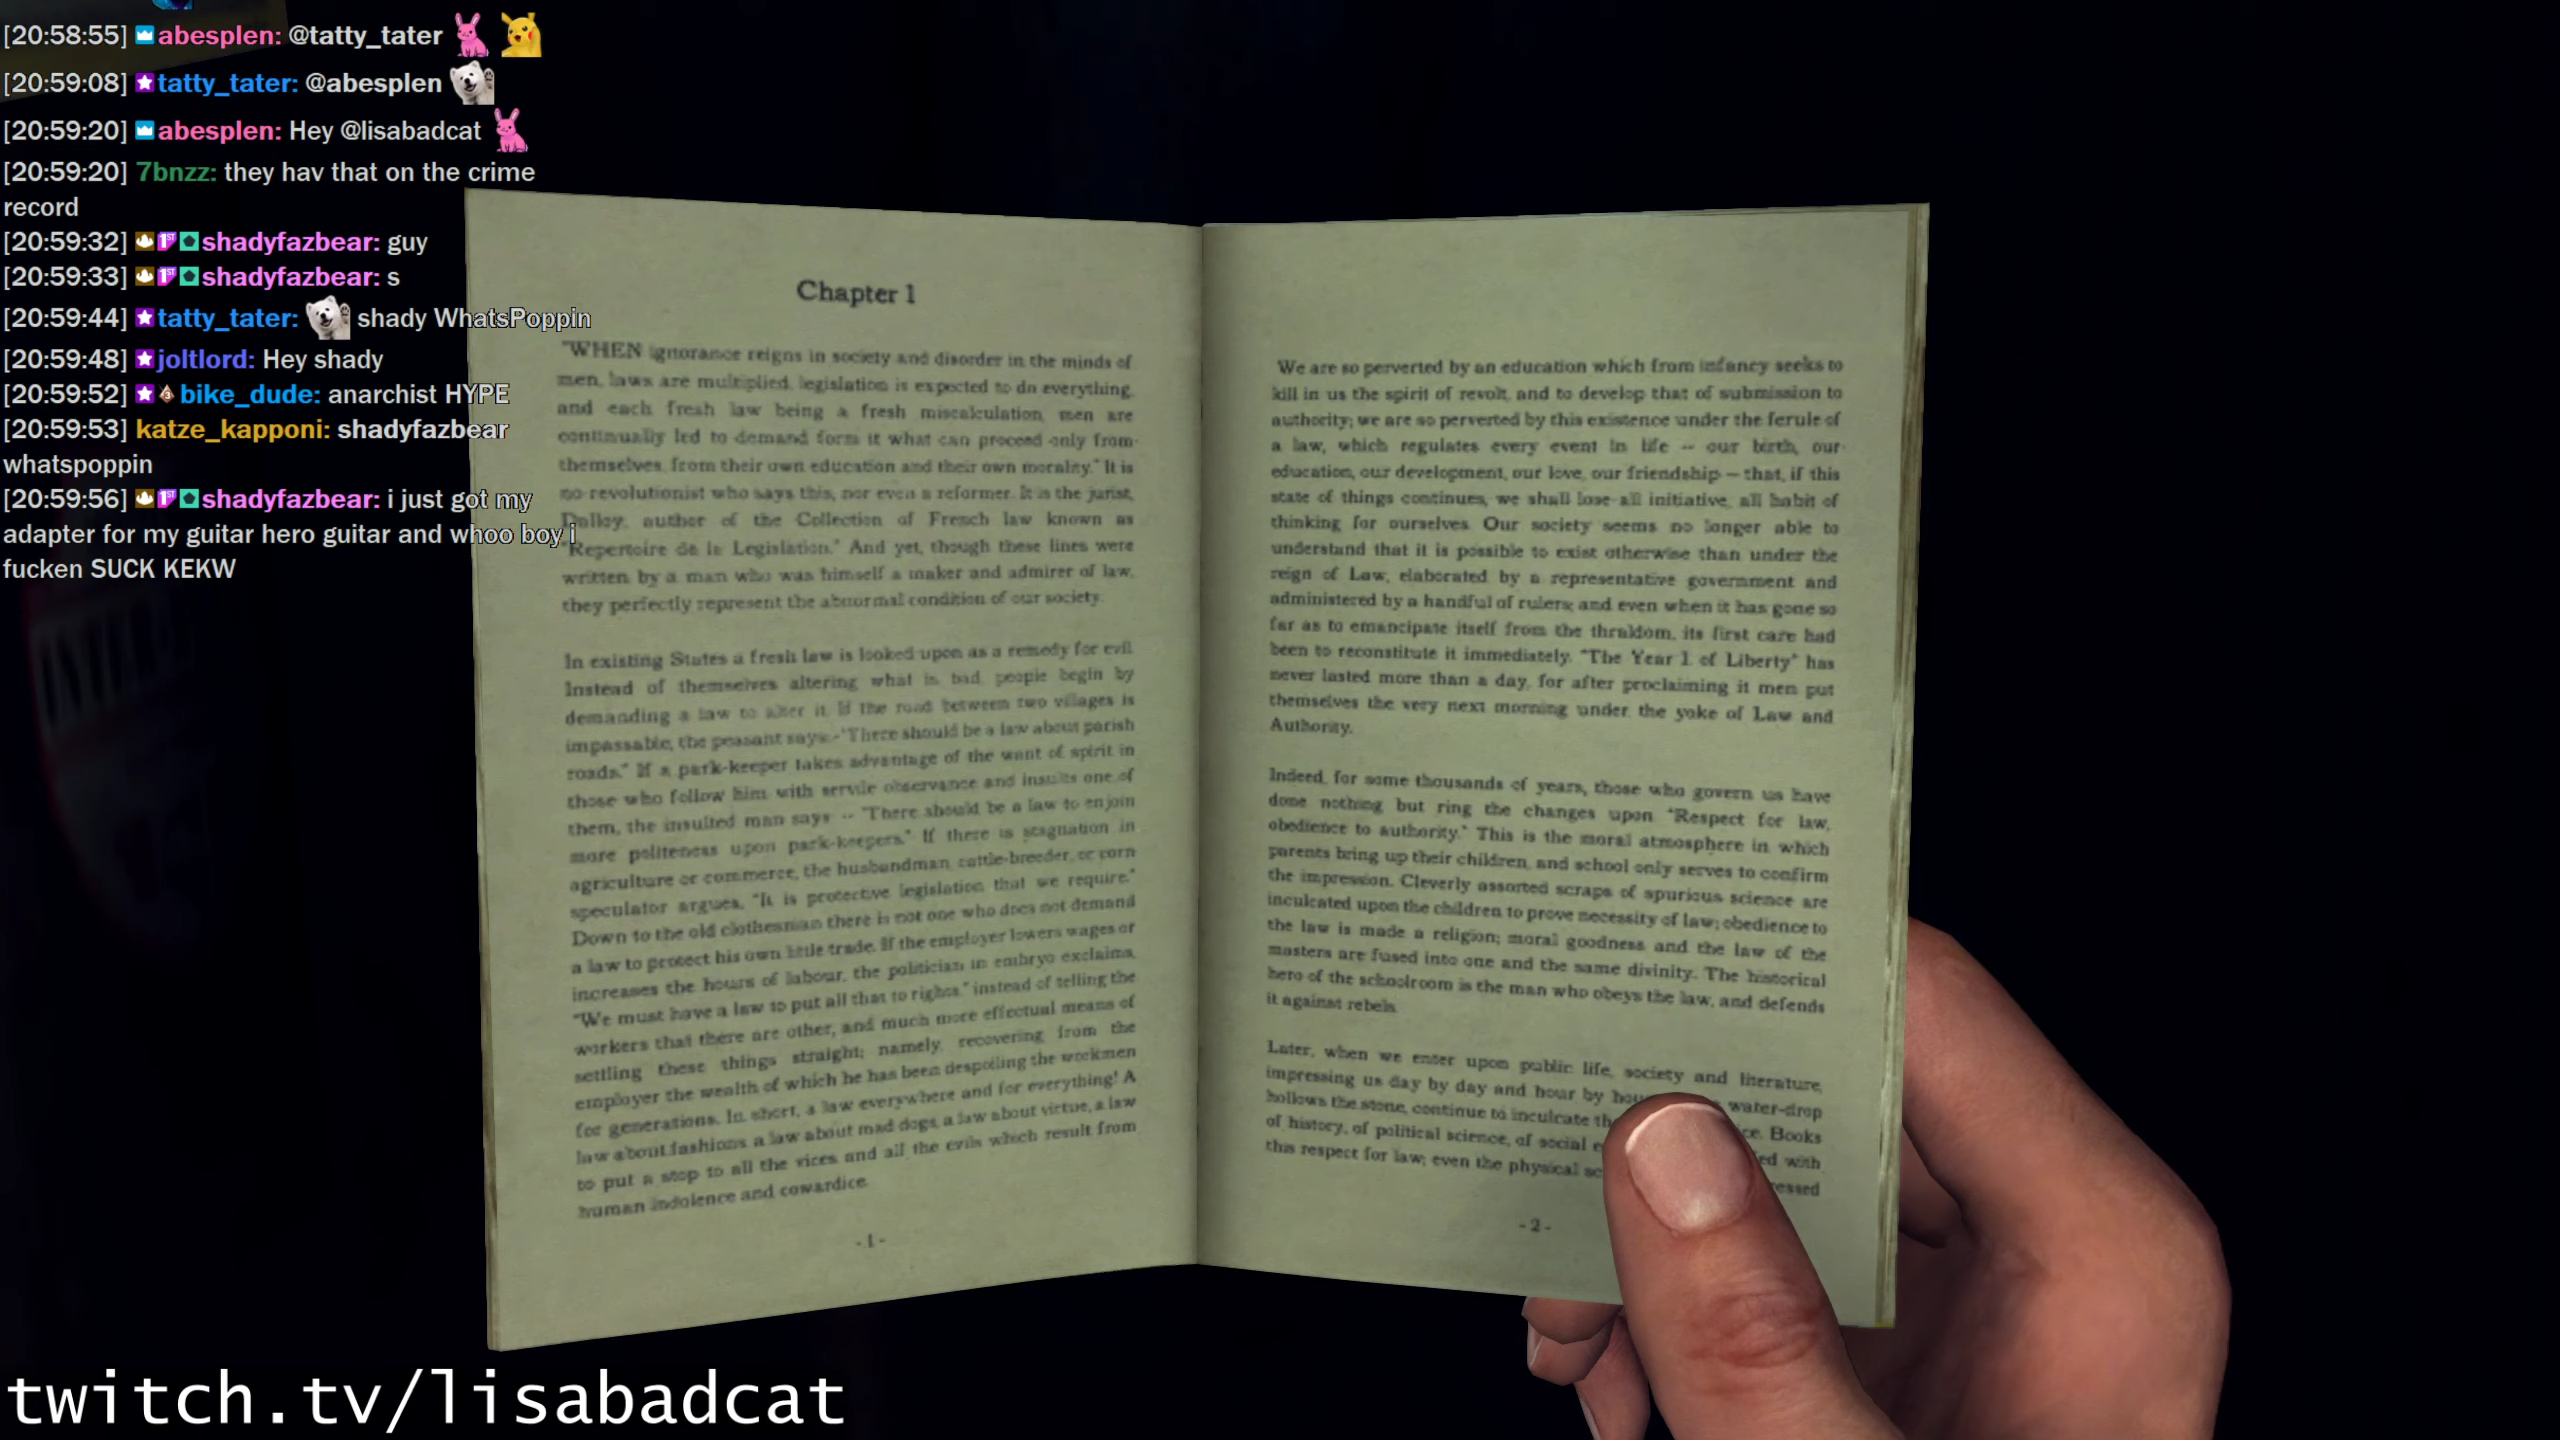 [20:58:55] abesplen: @tatty_tater
[20:59:08] tatty_tater: @abesplen
[20:59:20] abesplen: Hey @lisabadcat
[20:59:20] 7bnzz: they hav that on the crime
record
[20:59:32] shadyfazbear: guy
[20:59:33] shadyfazbear: s
[20:59:44] tatty_tater: shady WhatsPoppin
[20:59:48] joltlord: Hey shady
[20:59:52] bike_dude: anarchist HYPE
[20:59:53] katze_kapponi: shadyfazbear
whatspoppin
[20:59:56] shadyfazbear: i just got my
adapter for my guitar hero guitar and whoo boy i
fucken SUCK KEKW
Chapter 1
"WHEN ignorance reigns in society and disorder in the minds of
men, laws are multiplied, legislation is expected to do everything,
and each fresh law being a fresh miscalculation, men are
continually led to demand form it what can proceed only from
themselves, from their own education and their own morality." It is
no revolutionist who says this, nor even a reformer. It is the jurist,
Dalloy, author of the Collection of French law known as
"Repertoire de la Legislation." And yet, though these lines were
written by a man who was himself a maker and admirer of law,
they perfectly represent the abnormal condition of our society.
In existing States a fresh law is looked upon as a remedy for evil.
Instead of themselves altering what is bad, people begin by
demanding a law to alter it. If the road between two villages is
impassable, the peasant says:-"There should be a law about parish
roads." If a park-keeper takes advantage of the want of spirit in
those who follow him with servile observance and insults one of
them, the insulted man says -- "There should be a law to enjoin
more politeness upon park-keepers." If there is stagnation in
agriculture or commerce, the husbandman, cattle-breeder, or corn
speculator argues, "It is protective legislation that we require."
Down to the old clothesman there is not one who does not demand
a law to protect his own little trade. If the employer lowers wages or
increases the hours of labour, the politician in embryo exclaims,
"We must have a law to put all that to rights." instead of telling the
workers that there are other, and much more effectual means of
settling these things straight; namely, recovering from the
employer the wealth of which he has been despoiling the workmen
for generations. In short, a law everywhere and for everything! A
law about fashions, a law about mad dogs, a law about virtue, a law
to put a stop to all the vices and all the evils which result from
human indolence and cowardice.
- 1 -
We are so perverted by an education which from infancy seeks to
kill in us the spirit of revolt, and to develop that of submission to
authority; we are so perverted by this existence under the ferule of
a law, which regulates every event in life -- our birth, our
education, our development, our love, our friendship -- that, if this
state of things continues, we shall lose all initiative, all habit of
thinking for ourselves. Our society seems no longer able to
understand that it is possible to exist otherwise than under the
reign of Law, elaborated by a representative government and
administered by a handful of rulers; and even when it has gone so
far as to emancipate itself from the thraldom, its first care had
been to reconstitute it immediately. "The Year 1 of Liberty" has
never lasted more than a day, for after proclaiming it men put
themselves the very next morning under the yoke of Law and
Authority.
Indeed, for some thousands of years, those who govern us have
done nothing but ring the changes upon "Respect for law,
obedience to authority." This is the moral atmosphere in which
parents bring up their children, and school only serves to confirm
the impression. Cleverly assorted scraps of spurious science are
inculcated upon the children to prove necessity of law; obedience to
the law is made a religion; moral goodness and the law of the
masters are fused into one and the same divinity. The historical
hero of the schoolroom is the man who obeys the law, and defends
it against rebels.
Later, when we enter upon public life, society and literature,
impressing us day by day and hour by water-drop
hollows the stone, continue to inculcate Books
of history, of political science, of social with
this respect for law; even the physical
- 2 -
twitch.tv/lisabadcat